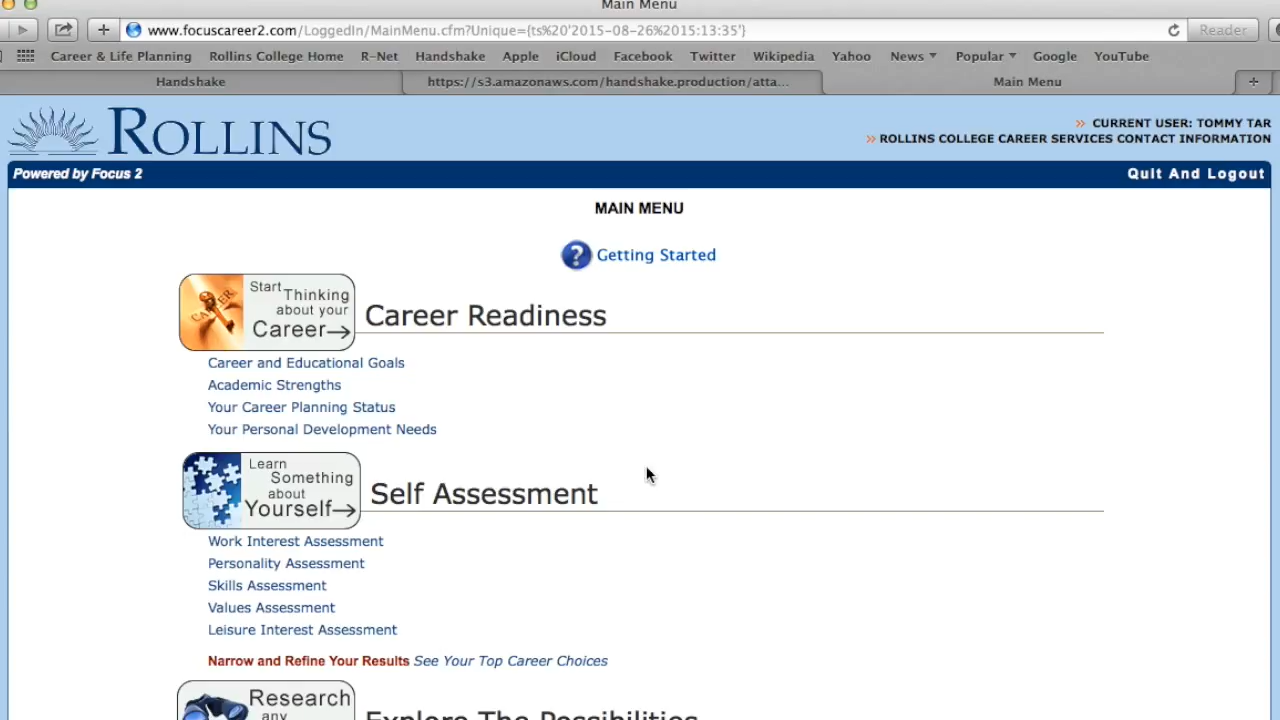 Main Menu
www.focuscareer2.com/LoggedIn/MainMenu.cfm?Unique={ts%20'2015-08-26%2015:13:35'}
Reader
Career & Life Planning Rollins College Home R-Net Handshake Apple iCloud Facebook Twitter Wikipedia Yahoo News Popular Google YouTube
Handshake https://s3.amazonaws.com/handshake.production/atta... Main Menu +
ROLLINS
>> CURRENT USER: TOMMY TAR
>> ROLLINS COLLEGE CAREER SERVICES CONTACT INFORMATION
Powered by Focus 2 Quit And Logout
MAIN MENU
? Getting Started
Start
Thinking
about your
Career→
CAREER
Career Readiness
Career and Educational Goals
Academic Strengths
Your Career Planning Status
Your Personal Development Needs
Learn
Something
about
Yourself→
Self Assessment
Work Interest Assessment
Personality Assessment
Skills Assessment
Values Assessment
Leisure Interest Assessment
Narrow and Refine Your Results See Your Top Career Choices
Research
any
Explore The Possibilities